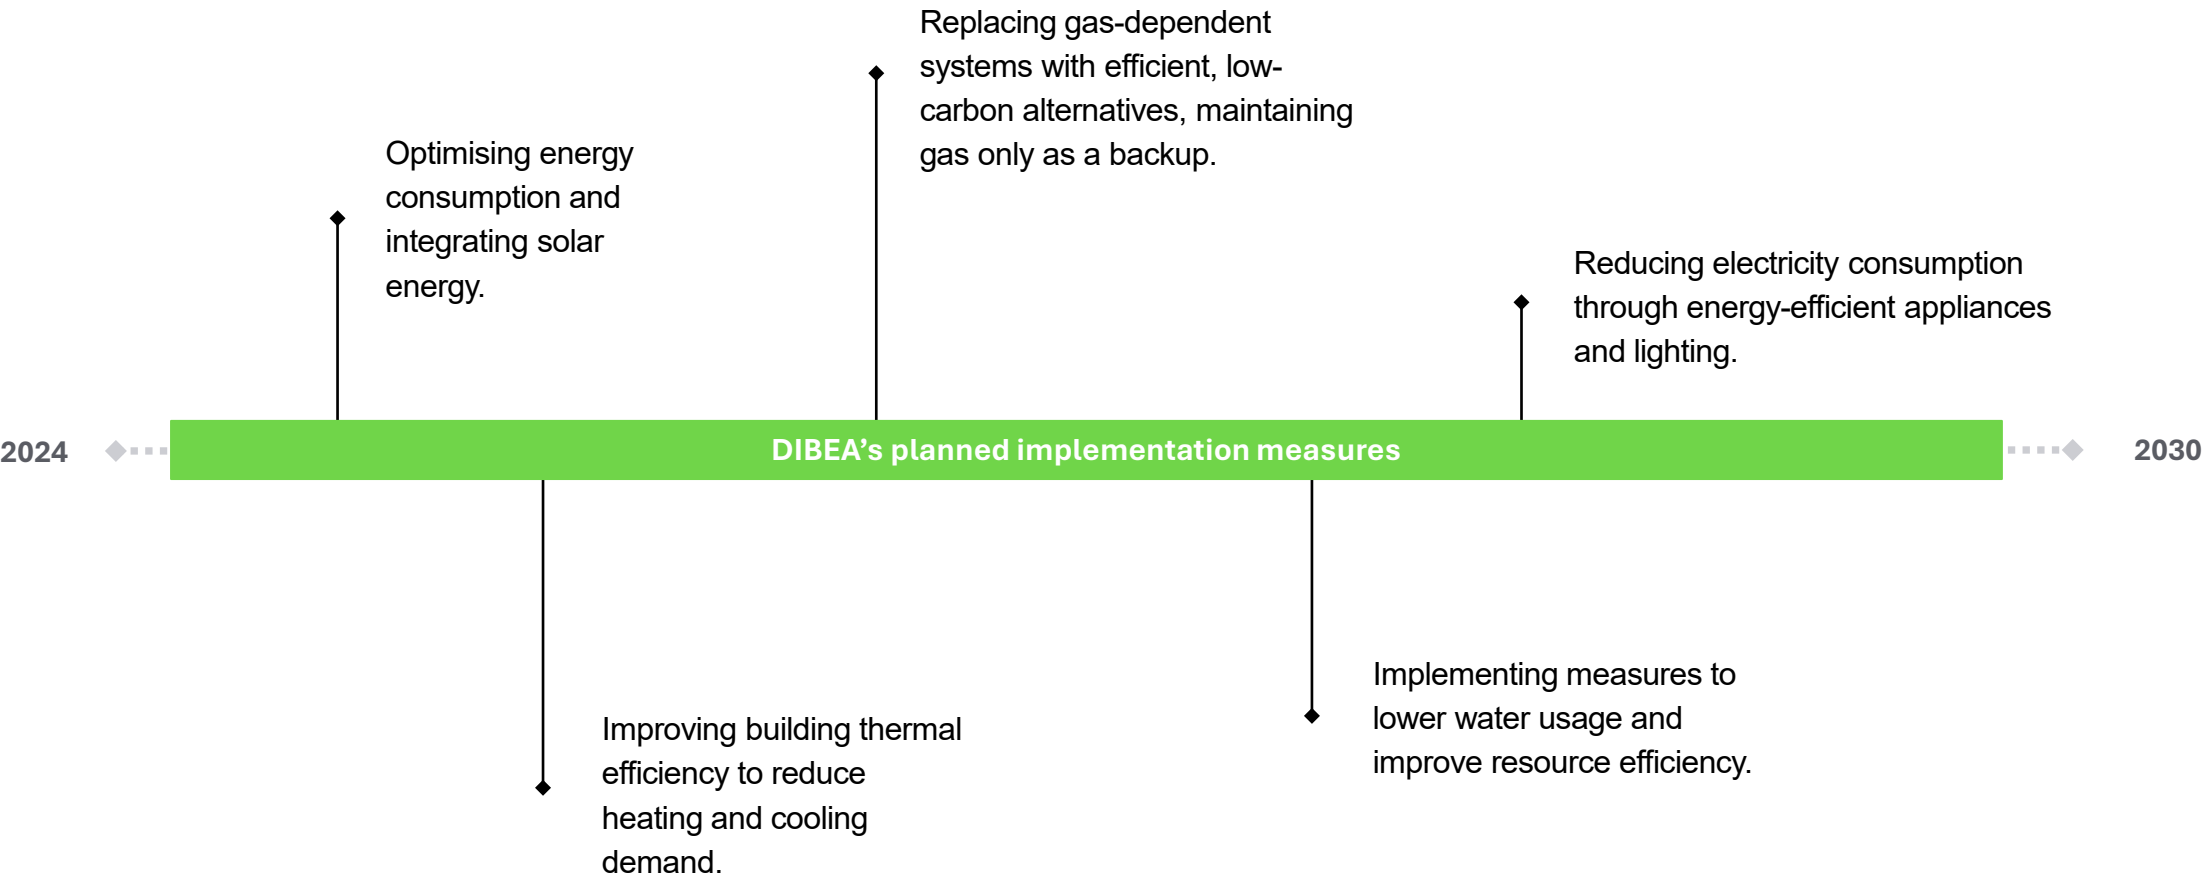 Replacing gas-dependent
systems with efficient, low-
carbon alternatives, maintaining
gas only as a backup.
Optimising energy
consumption and
integrating solar
energy.
Reducing electricity consumption
through energy-efficient appliances
and lighting.
2024
DIBEA’s planned implementation measures
2030
Improving building thermal
efficiency to reduce
heating and cooling
demand.
Implementing measures to
lower water usage and
improve resource efficiency.